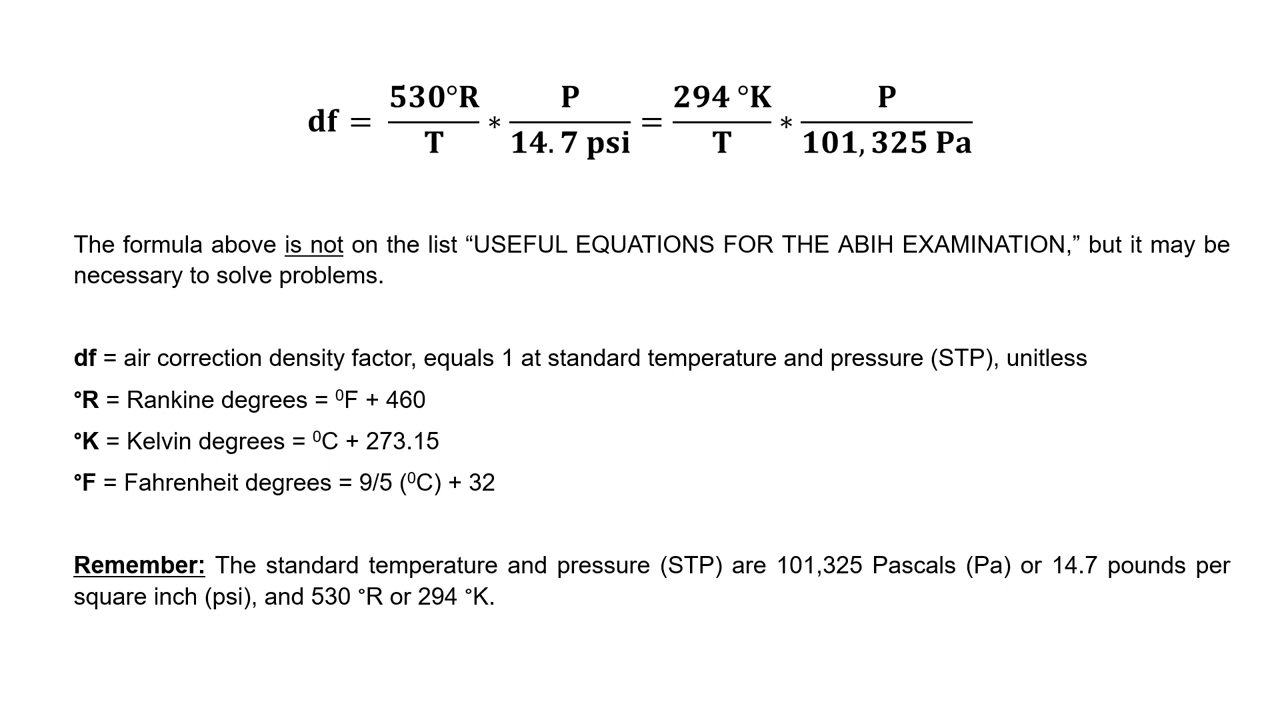 df = 530°R / T * P / 14.7 psi = 294 °K / T * P / 101,325 Pa
The formula above is not on the list “USEFUL EQUATIONS FOR THE ABIH EXAMINATION,” but it may be
necessary to solve problems.
df = air correction density factor, equals 1 at standard temperature and pressure (STP), unitless
°R = Rankine degrees = ⁰F + 460
°K = Kelvin degrees = ⁰C + 273.15
°F = Fahrenheit degrees = 9/5 (⁰C) + 32
Remember: The standard temperature and pressure (STP) are 101,325 Pascals (Pa) or 14.7 pounds per
square inch (psi), and 530 °R or 294 °K.